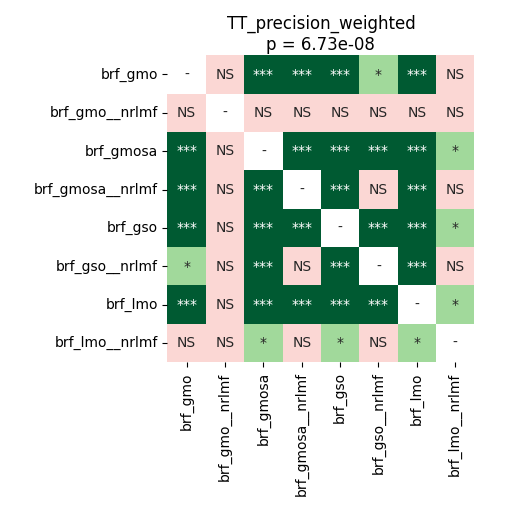 TT_precision_weighted
p = 6.73e-08
brf_gmo - NS *** *** *** * *** NS
brf_gmo__nrlmf NS - NS NS NS NS NS NS
brf_gmosa *** NS - *** *** *** *** *
brf_gmosa__nrlmf *** NS *** - *** NS *** NS
brf_gso *** NS *** *** - *** *** *
brf_gso__nrlmf * NS *** NS *** - *** NS
brf_lmo *** NS *** *** *** *** - *
brf_lmo__nrlmf NS NS * NS * NS * -
brf_gmo
brf_gmo__nrlmf
brf_gmosa
brf_gmosa__nrlmf
brf_gso
brf_gso__nrlmf
brf_lmo
brf_lmo__nrlmf